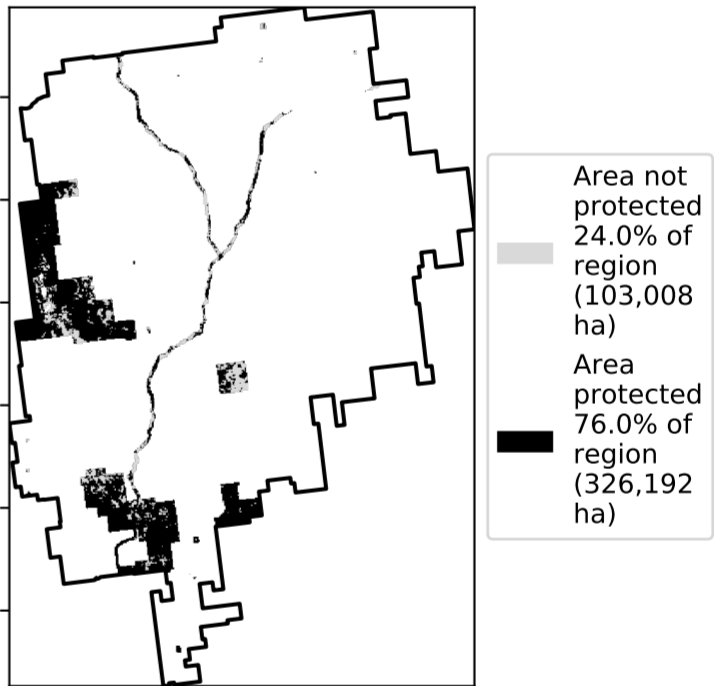 Area not
protected
24.0% of
region
(103,008
ha)
Area
protected
76.0% of
region
(326,192
ha)